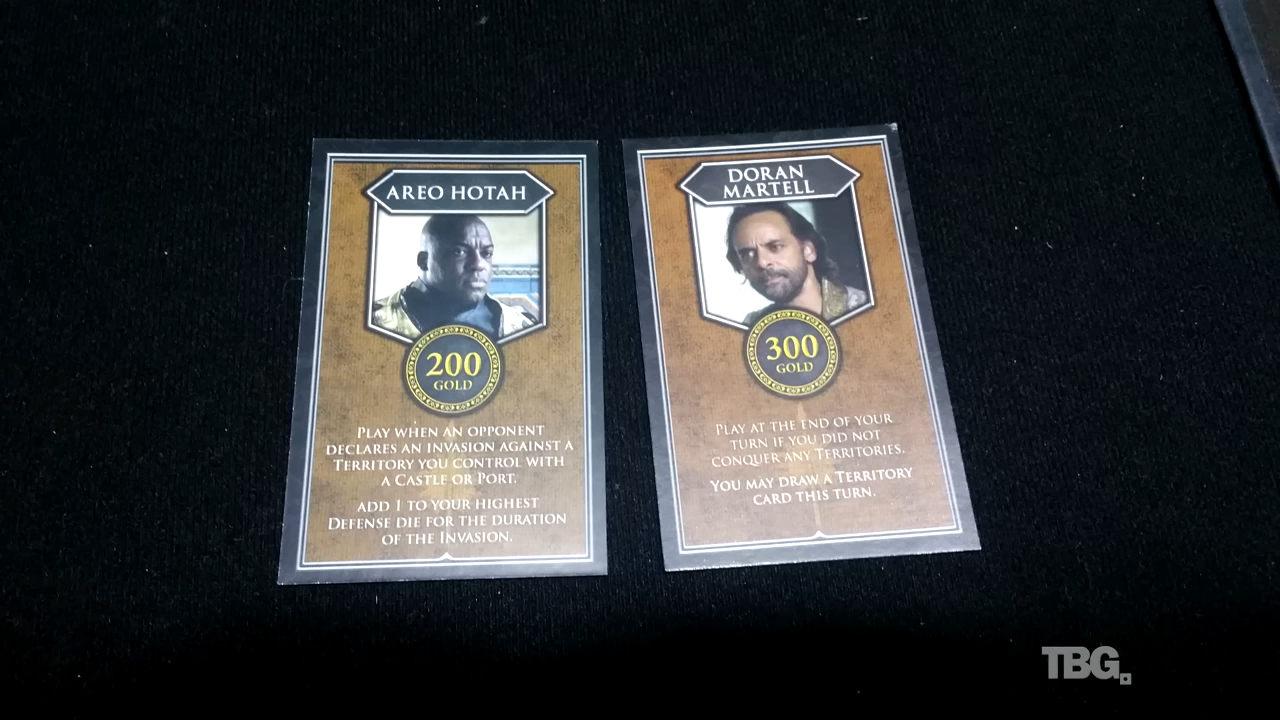 AREO HOTAH
200
GOLD
PLAY WHEN AN OPPONENT
DECLARES AN INVASION AGAINST A
TERRITORY YOU CONTROL WITH
A CASTLE OR PORT.
ADD 1 TO YOUR HIGHEST
DEFENSE DIE FOR THE DURATION
OF THE INVASION.
DORAN
MARTELL
300
GOLD
PLAY AT THE END OF YOUR
TURN IF YOU DID NOT
CONQUER ANY TERRITORIES.
YOU MAY DRAW A TERRITORY
CARD THIS TURN.
TBG.